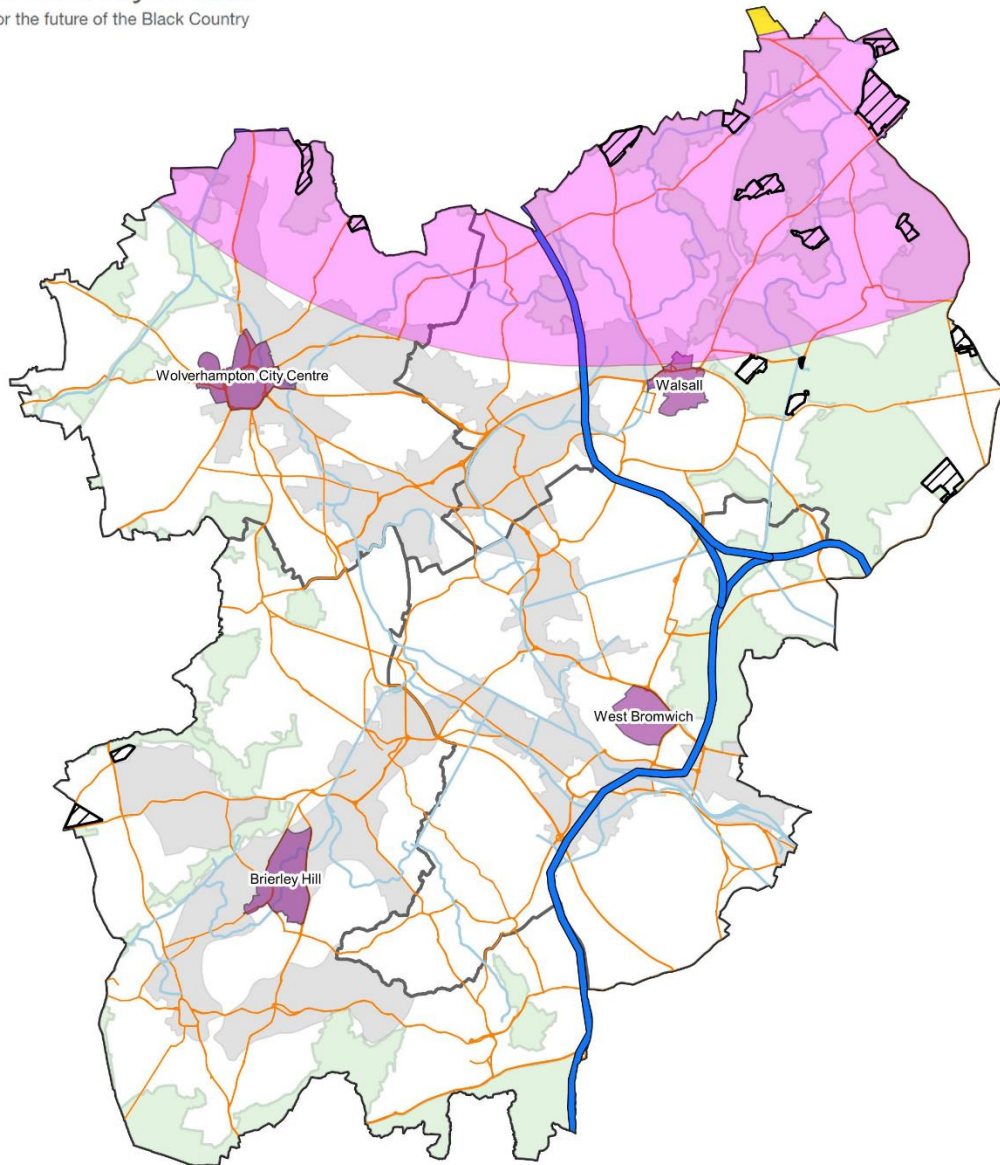 or the future of the Black Country
Wolverhampton City Centre
Walsall
West Bromwich
Brierley Hill